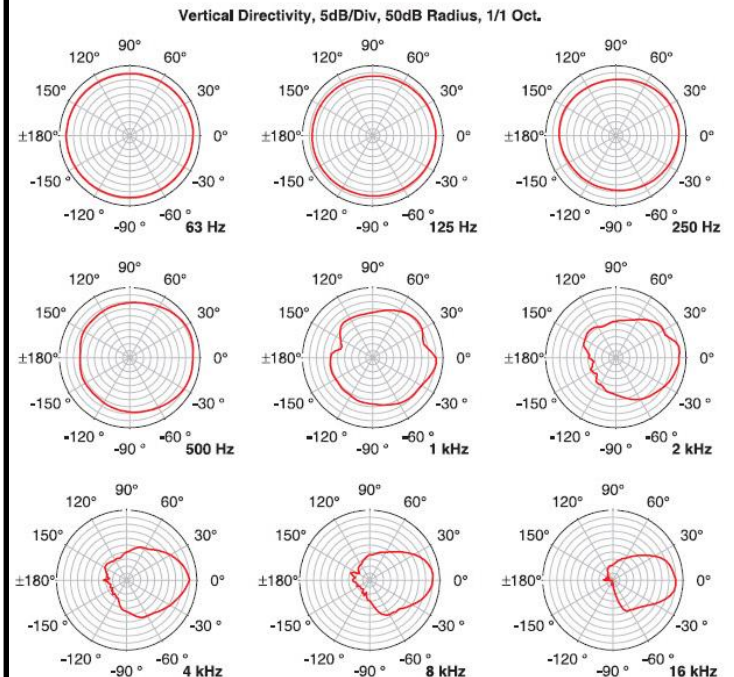 Vertical Directivity, 5dB/Div, 50dB Radius, 1/1 Oct.
90° 90° 90°
120° 60° 120° 60° 120° 60°
150° 30° 150° 30° 150° 30°
±180° 0° ±180° 0° ±180° 0°
-150 ° -30 ° -150 ° -30 ° -150 ° -30 °
-120 ° -60 ° -120 ° -60 ° -120 ° -60 °
-90 ° 63 Hz -90 ° 125 Hz -90 ° 250 Hz
90° 90° 90°
120° 60° 120° 60° 120° 60°
150° 30° 150° 30° 150° 30°
±180° 0° ±180° 0° ±180° 0°
-150 ° -30 ° -150 ° -30 ° -150 ° -30 °
-120 ° -60 ° -120 ° -60 ° -120 ° -60 °
-90 ° 500 Hz -90 ° 1 kHz -90 ° 2 kHz
90° 90° 90°
120° 60° 120° 60° 120° 60°
150° 30° 150° 30° 150° 30°
±180° 0° ±180° 0° ±180° 0°
-150 ° -30 ° -150 ° -30 ° -150 ° -30 °
-120 ° -60 ° -120 ° -60 ° -120 ° -60 °
-90 ° 4 kHz -90 ° 8 kHz -90 ° 16 kHz